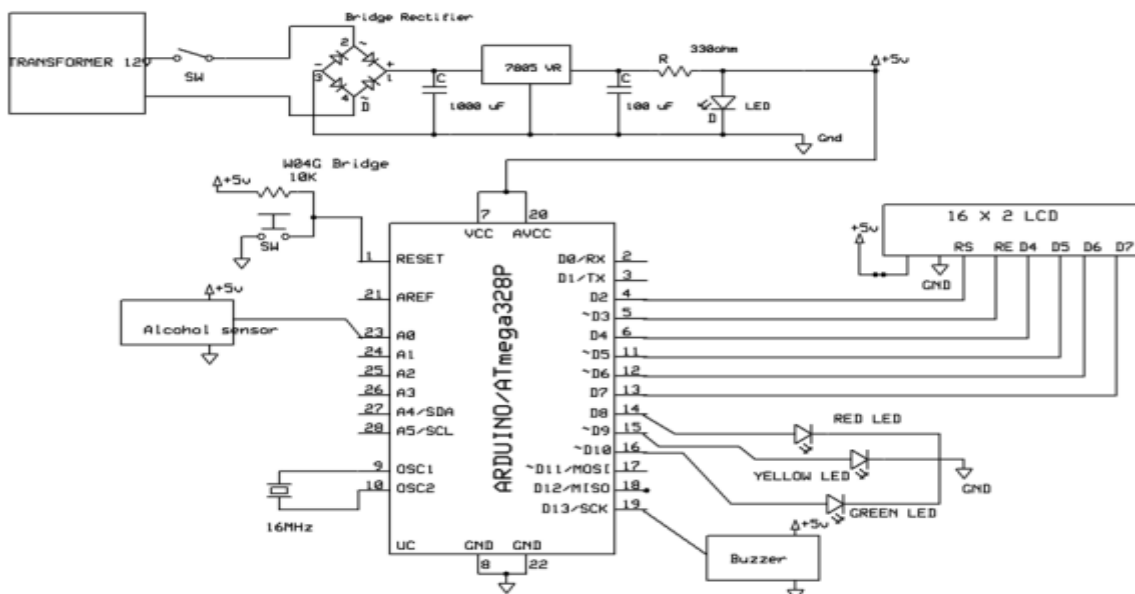 Bridge Rectifier
TRANSFORMER 12V
SW
2
~
-
+
3
1
4
~
D
C
1000 uF
7805 VR
C
100 uF
R
330ohm
D
LED
+5v
Gnd
W04G Bridge
10K
+5v
SW
7
20
VCC
AVCC
1 RESET
21 AREF
23 A0
24 A1
25 A2
26 A3
27 A4/SDA
28 A5/SCL
9 OSC1
10 OSC2
UC
ARDUINO/ATmega328P
D0/RX 2
D1/TX 3
D2 4
~D3 5
D4 6
~D5 11
~D6 12
D7 13
D8 14
~D9 15
~D10 16
~D11/MOSI 17
D12/MISO 18
D13/SCK 19
GND
GND
8
22
+5v
Alcohol sensor
16MHz
16 X 2 LCD
+5v
GND
RS RE D4 D5 D6 D7
RED LED
YELLOW LED
GREEN LED
GND
+5v
Buzzer